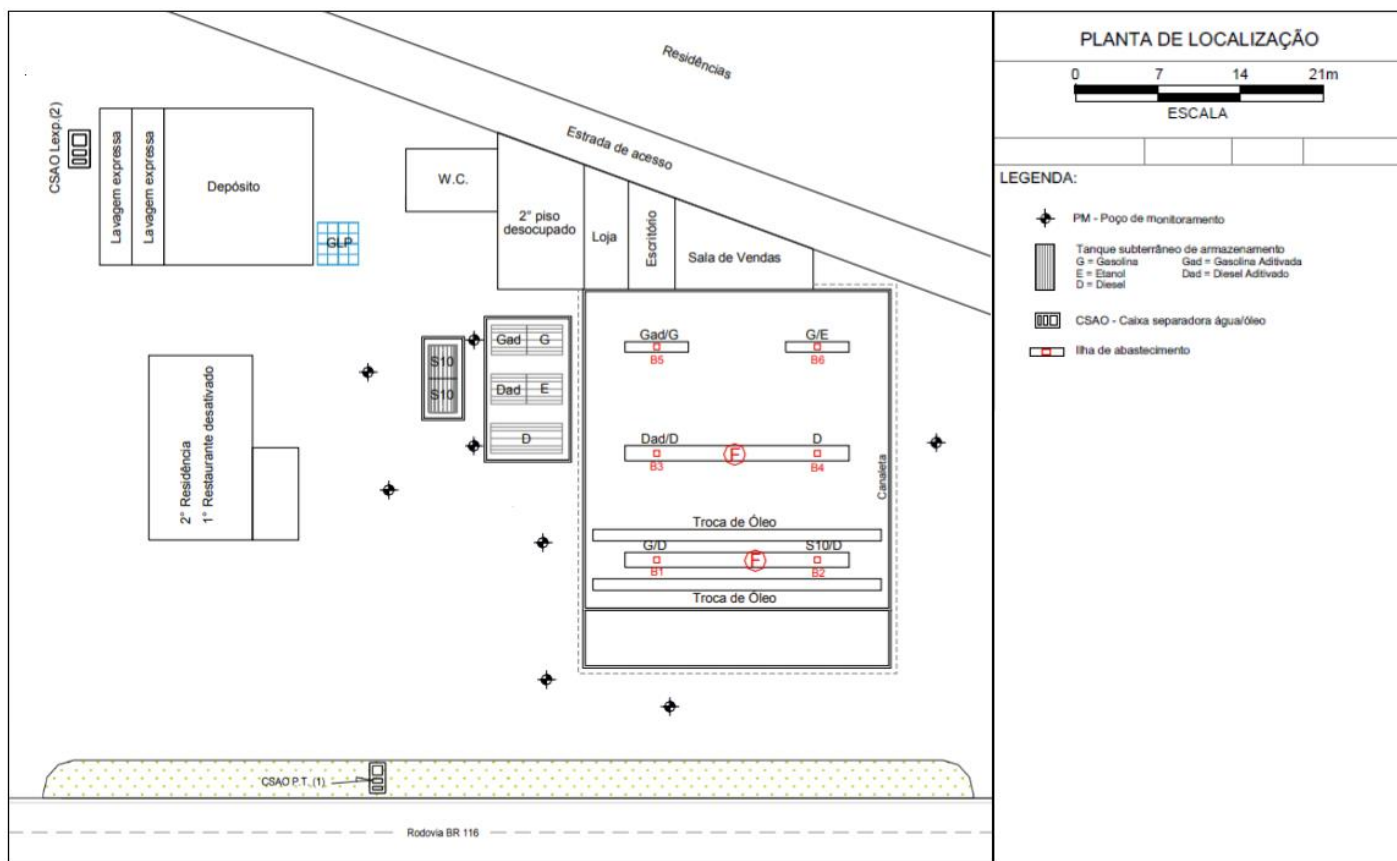 Residências
Estrada de acesso
CSAO Lexp.(2)
Lavagem expressa
Lavagem expressa
Depósito
GLP
W.C.
2° piso
desocupado
Loja
Escritório
Sala de Vendas
Gad/G
B5
G/E
B6
Gad
G
Dad
E
D
S10
S10
Dad/D
B3
F
D
B4
Canaleta
2° Residência
1° Restaurante desativado
Troca de Óleo
G/D
B1
F
S10/D
B2
Troca de Óleo
CSAO P.T. (1)
Rodovia BR 116
PLANTA DE LOCALIZAÇÃO
0 7 14 21m
ESCALA
LEGENDA:
PM - Poço de monitoramento
Tanque subterrâneo de armazenamento
G = Gasolina Gad = Gasolina Aditivada
E = Etanol Dad = Diesel Aditivado
D = Diesel
CSAO - Caixa separadora água/óleo
Ilha de abastecimento